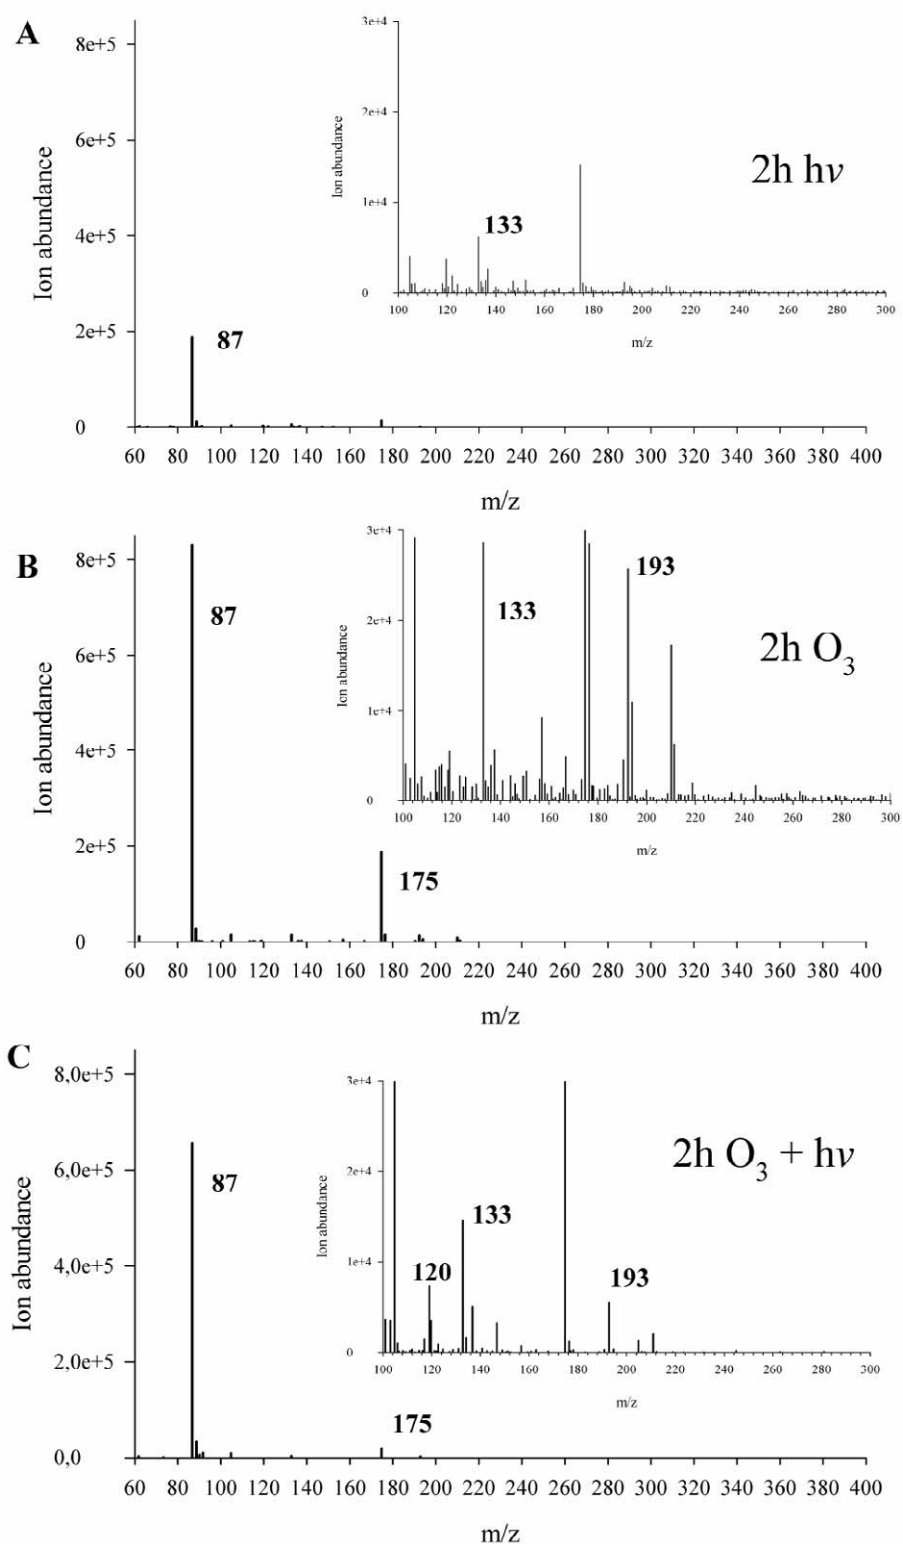 A
8e+5
6e+5
4e+5
2e+5
0
Ion abundance
87
60 80 100 120 140 160 180 200 220 240 260 280 300 320 340 360 380 400
m/z
3e+4
2e+4
1e+4
0
Ion abundance
133
2h hν
100 120 140 160 180 200 220 240 260 280 300
m/z
B
8e+5
6e+5
4e+5
2e+5
0
Ion abundance
87
175
60 80 100 120 140 160 180 200 220 240 260 280 300 320 340 360 380 400
m/z
3e+4
2e+4
1e+4
0
Ion abundance
133
193
2h O3
100 120 140 160 180 200 220 240 260 280 300
m/z
C
8,0e+5
6,0e+5
4,0e+5
2,0e+5
0,0
Ion abundance
87
175
60 80 100 120 140 160 180 200 220 240 260 280 300 320 340 360 380 400
m/z
3e+4
2e+4
1e+4
0
Ion abundance
120
133
193
2h O3 + hν
100 120 140 160 180 200 220 240 260 280 300
m/z